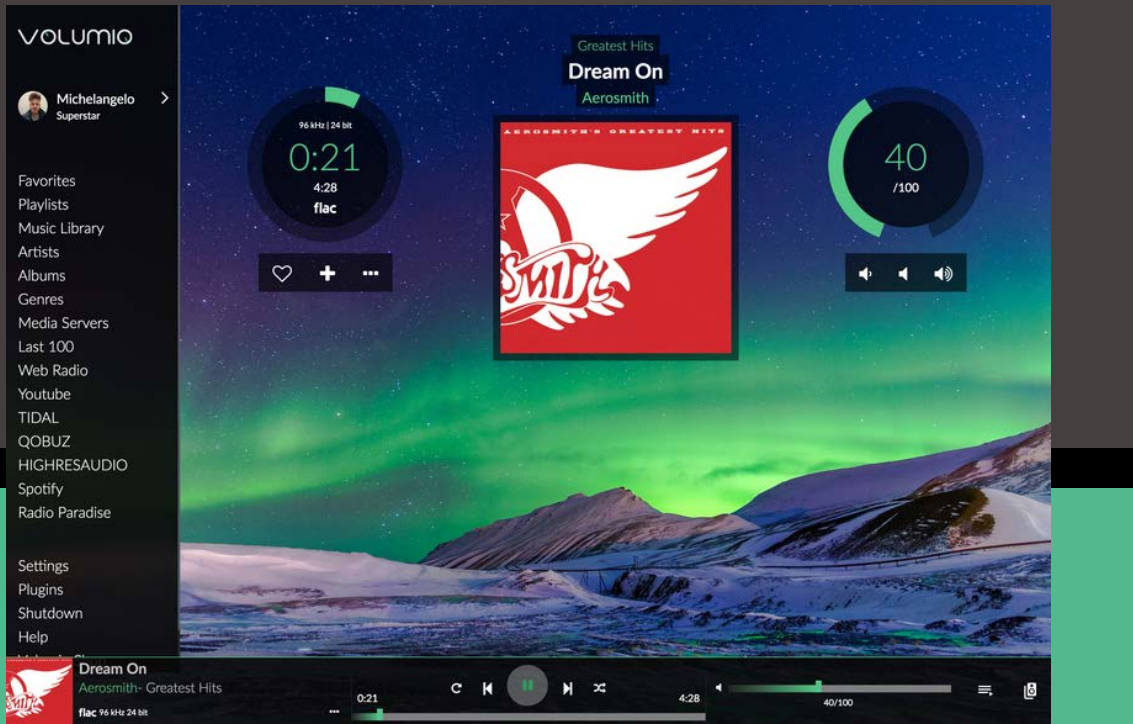 VOLUMIO
Michelangelo
Superstar
Favorites
Playlists
Music Library
Artists
Albums
Genres
Media Servers
Last 100
Web Radio
Youtube
TIDAL
QOBUZ
HIGHRESAUDIO
Spotify
Radio Paradise
Settings
Plugins
Shutdown
Help
96 kHz | 24 bit
0:21
4:28
flac
Greatest Hits
Dream On
Aerosmith
AEROSMITH'S GREATEST HITS
40
/100
Dream On
Aerosmith- Greatest Hits
flac 96 kHz 24 bit
0:21
4:28
40/100